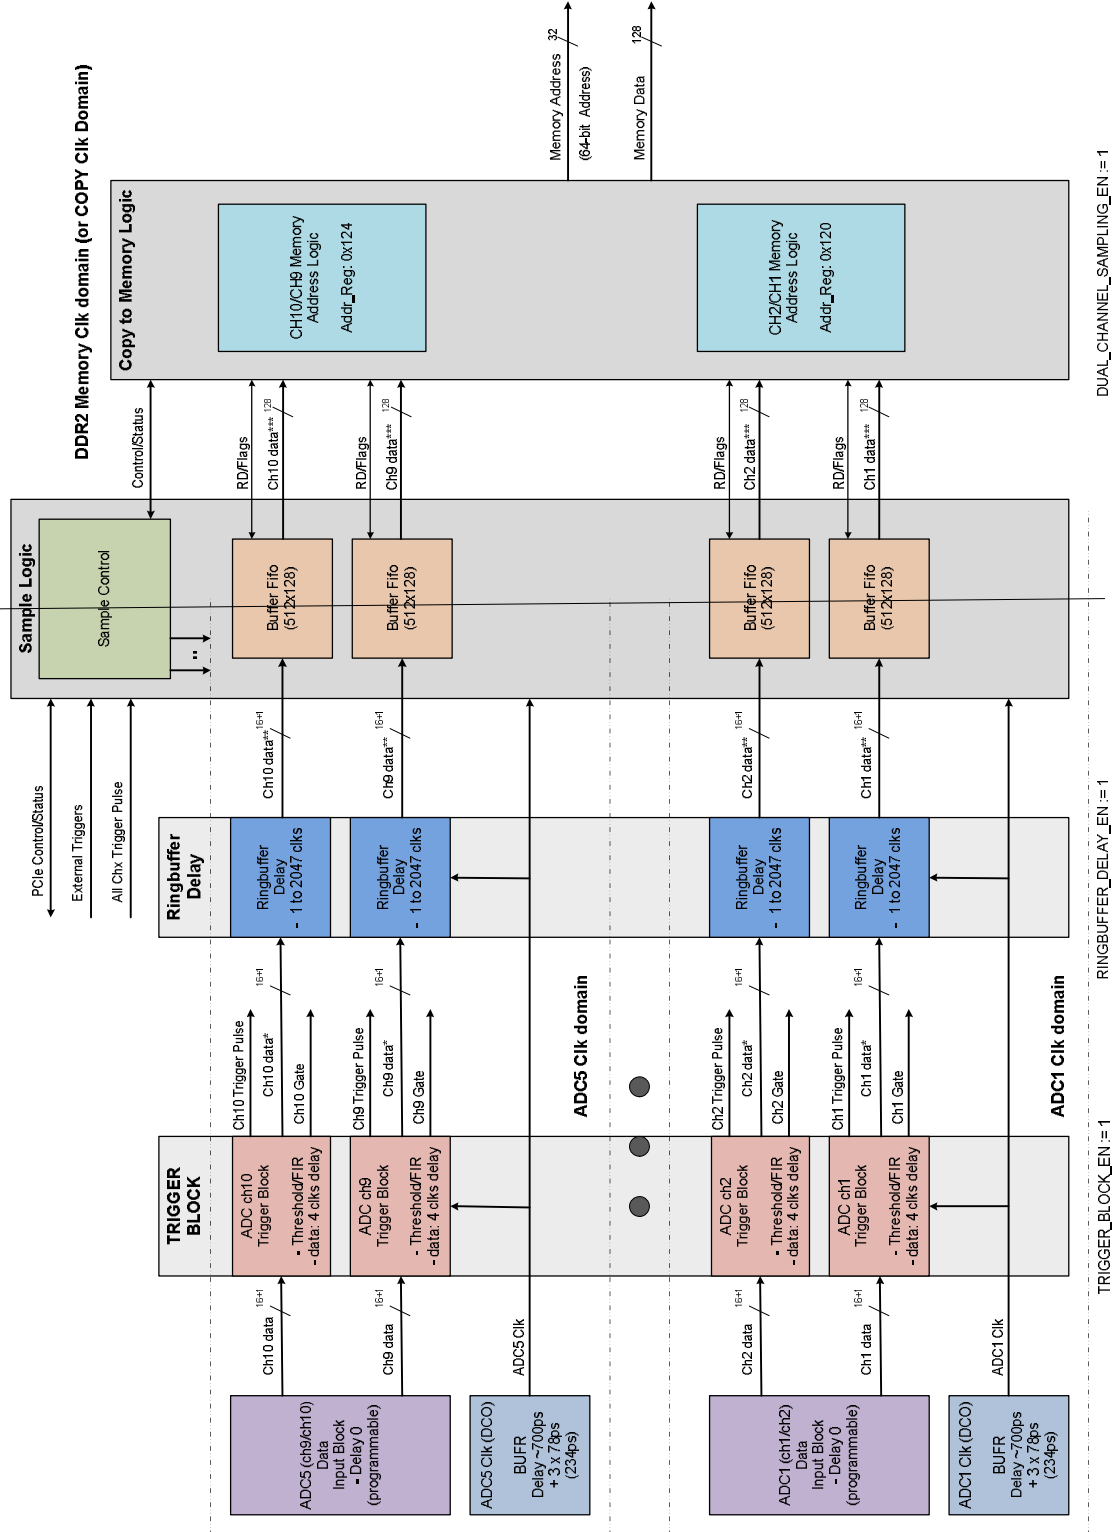 DDR2 Memory Clk domain (or COPY Clk Domain)
Sample Logic
Sample Control
..
PCIe Control/Status
External Triggers
All Chx Trigger Pulse
Control/Status
Copy to Memory Logic
CH10/CH9 Memory
Address Logic
Addr_Reg: 0x124
CH2/CH1 Memory
Address Logic
Addr_Reg: 0x120
Memory Address
32
(64-bit Address)
Memory Data
128
TRIGGER
BLOCK
Ringbuffer
Delay
ADC5 (ch9/ch10)
Data
Input Block
- Delay 0
(programmable)
Ch10 data
16+1
ADC ch10
Trigger Block
- Threshold/FIR
- data: 4 clks delay
Ch10 Trigger Pulse
Ch10 data*
16+1
Ch10 Gate
Ringbuffer
Delay
- 1 to 2047 clks
Ch10 data**
16+1
Buffer Fifo
(512x128)
RD/Flags
Ch10 data***
128
Ch9 data
16+1
ADC ch9
Trigger Block
- Threshold/FIR
- data: 4 clks delay
Ch9 Trigger Pulse
Ch9 data*
16+1
Ch9 Gate
Ringbuffer
Delay
- 1 to 2047 clks
Ch9 data**
16+1
Buffer Fifo
(512x128)
RD/Flags
Ch9 data***
128
ADC5 Clk (DCO)
BUFR
Delay ~700ps
+ 3 x 78ps
(234ps)
ADC5 Clk
ADC5 Clk domain
ADC1 (ch1/ch2)
Data
Input Block
- Delay 0
(programmable)
Ch2 data
16+1
ADC ch2
Trigger Block
- Threshold/FIR
- data: 4 clks delay
Ch2 Trigger Pulse
Ch2 data*
16+1
Ch2 Gate
Ringbuffer
Delay
- 1 to 2047 clks
Ch2 data**
16+1
Buffer Fifo
(512x128)
RD/Flags
Ch2 data***
128
Ch1 data
16+1
ADC ch1
Trigger Block
- Threshold/FIR
- data: 4 clks delay
Ch1 Trigger Pulse
Ch1 data*
16+1
Ch1 Gate
Ringbuffer
Delay
- 1 to 2047 clks
Ch1 data**
16+1
Buffer Fifo
(512x128)
RD/Flags
Ch1 data***
128
ADC1 Clk (DCO)
BUFR
Delay ~700ps
+ 3 x 78ps
(234ps)
ADC1 Clk
ADC1 Clk domain
TRIGGER_BLOCK_EN := 1
RINGBUFFER_DELAY_EN := 1
DUAL_CHANNEL_SAMPLING_EN := 1